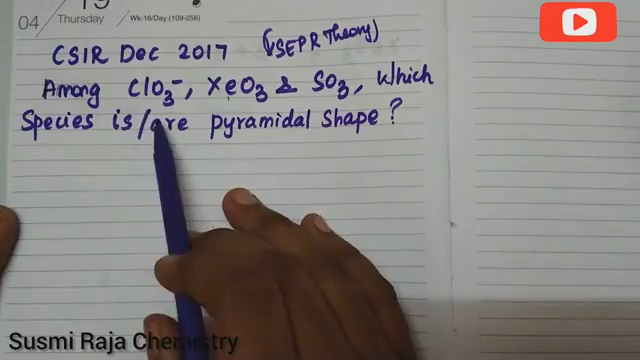 04
19
Thursday
Wk-16/Day (109-256)
CSIR Dec 2017 (VSEPR Theory)
Among ClO3-, XeO3 & SO3, which
Species is/are pyramidal shape?
Susmi Raja Chemistry